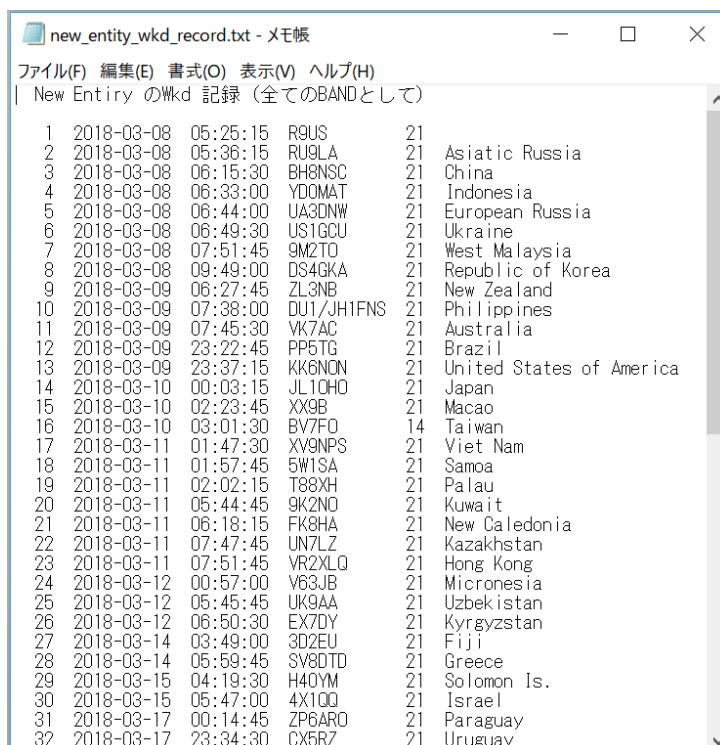 new_entity_wkd_record.txt - メモ帳
ファイル(F) 編集(E) 書式(O) 表示(V) ヘルプ(H)
New Entiry のWkd 記録 (全てのBANDとして)
1 2018-03-08 05:25:15 R9US 21
2 2018-03-08 05:36:15 RU9LA 21 Asiatic Russia
3 2018-03-08 06:15:30 BH8NSC 21 China
4 2018-03-08 06:33:00 YD0MAT 21 Indonesia
5 2018-03-08 06:44:00 UA3DNW 21 European Russia
6 2018-03-08 06:49:30 US1GCU 21 Ukraine
7 2018-03-08 07:51:45 9M2TO 21 West Malaysia
8 2018-03-08 09:49:00 DS4GKA 21 Republic of Korea
9 2018-03-09 06:27:45 ZL3NB 21 New Zealand
10 2018-03-09 07:38:00 DU1/JH1FNS 21 Philippines
11 2018-03-09 07:45:30 VK7AC 21 Australia
12 2018-03-09 23:22:45 PP5TG 21 Brazil
13 2018-03-09 23:37:15 KK6NON 21 United States of America
14 2018-03-10 00:03:15 JL1OHO 21 Japan
15 2018-03-10 02:23:45 XX9B 21 Macao
16 2018-03-10 03:01:30 BV7FO 14 Taiwan
17 2018-03-11 01:47:30 XV9NPS 21 Viet Nam
18 2018-03-11 01:57:45 5W1SA 21 Samoa
19 2018-03-11 02:02:15 T88XH 21 Palau
20 2018-03-11 05:44:45 9K2NO 21 Kuwait
21 2018-03-11 06:18:15 FK8HA 21 New Caledonia
22 2018-03-11 07:47:45 UN7LZ 21 Kazakhstan
23 2018-03-11 07:51:45 VR2XLQ 21 Hong Kong
24 2018-03-12 00:57:00 V63JB 21 Micronesia
25 2018-03-12 05:45:45 UK9AA 21 Uzbekistan
26 2018-03-12 06:50:30 EX7DY 21 Kyrgyzstan
27 2018-03-14 03:49:00 3D2EU 21 Fiji
28 2018-03-14 05:59:45 SV8DTD 21 Greece
29 2018-03-15 04:19:30 H40YM 21 Solomon Is.
30 2018-03-15 05:47:00 4X1QQ 21 Israel
31 2018-03-17 00:14:45 ZP6ARO 21 Paraguay
32 2018-03-17 23:34:30 CX5RZ 21 Uruguay